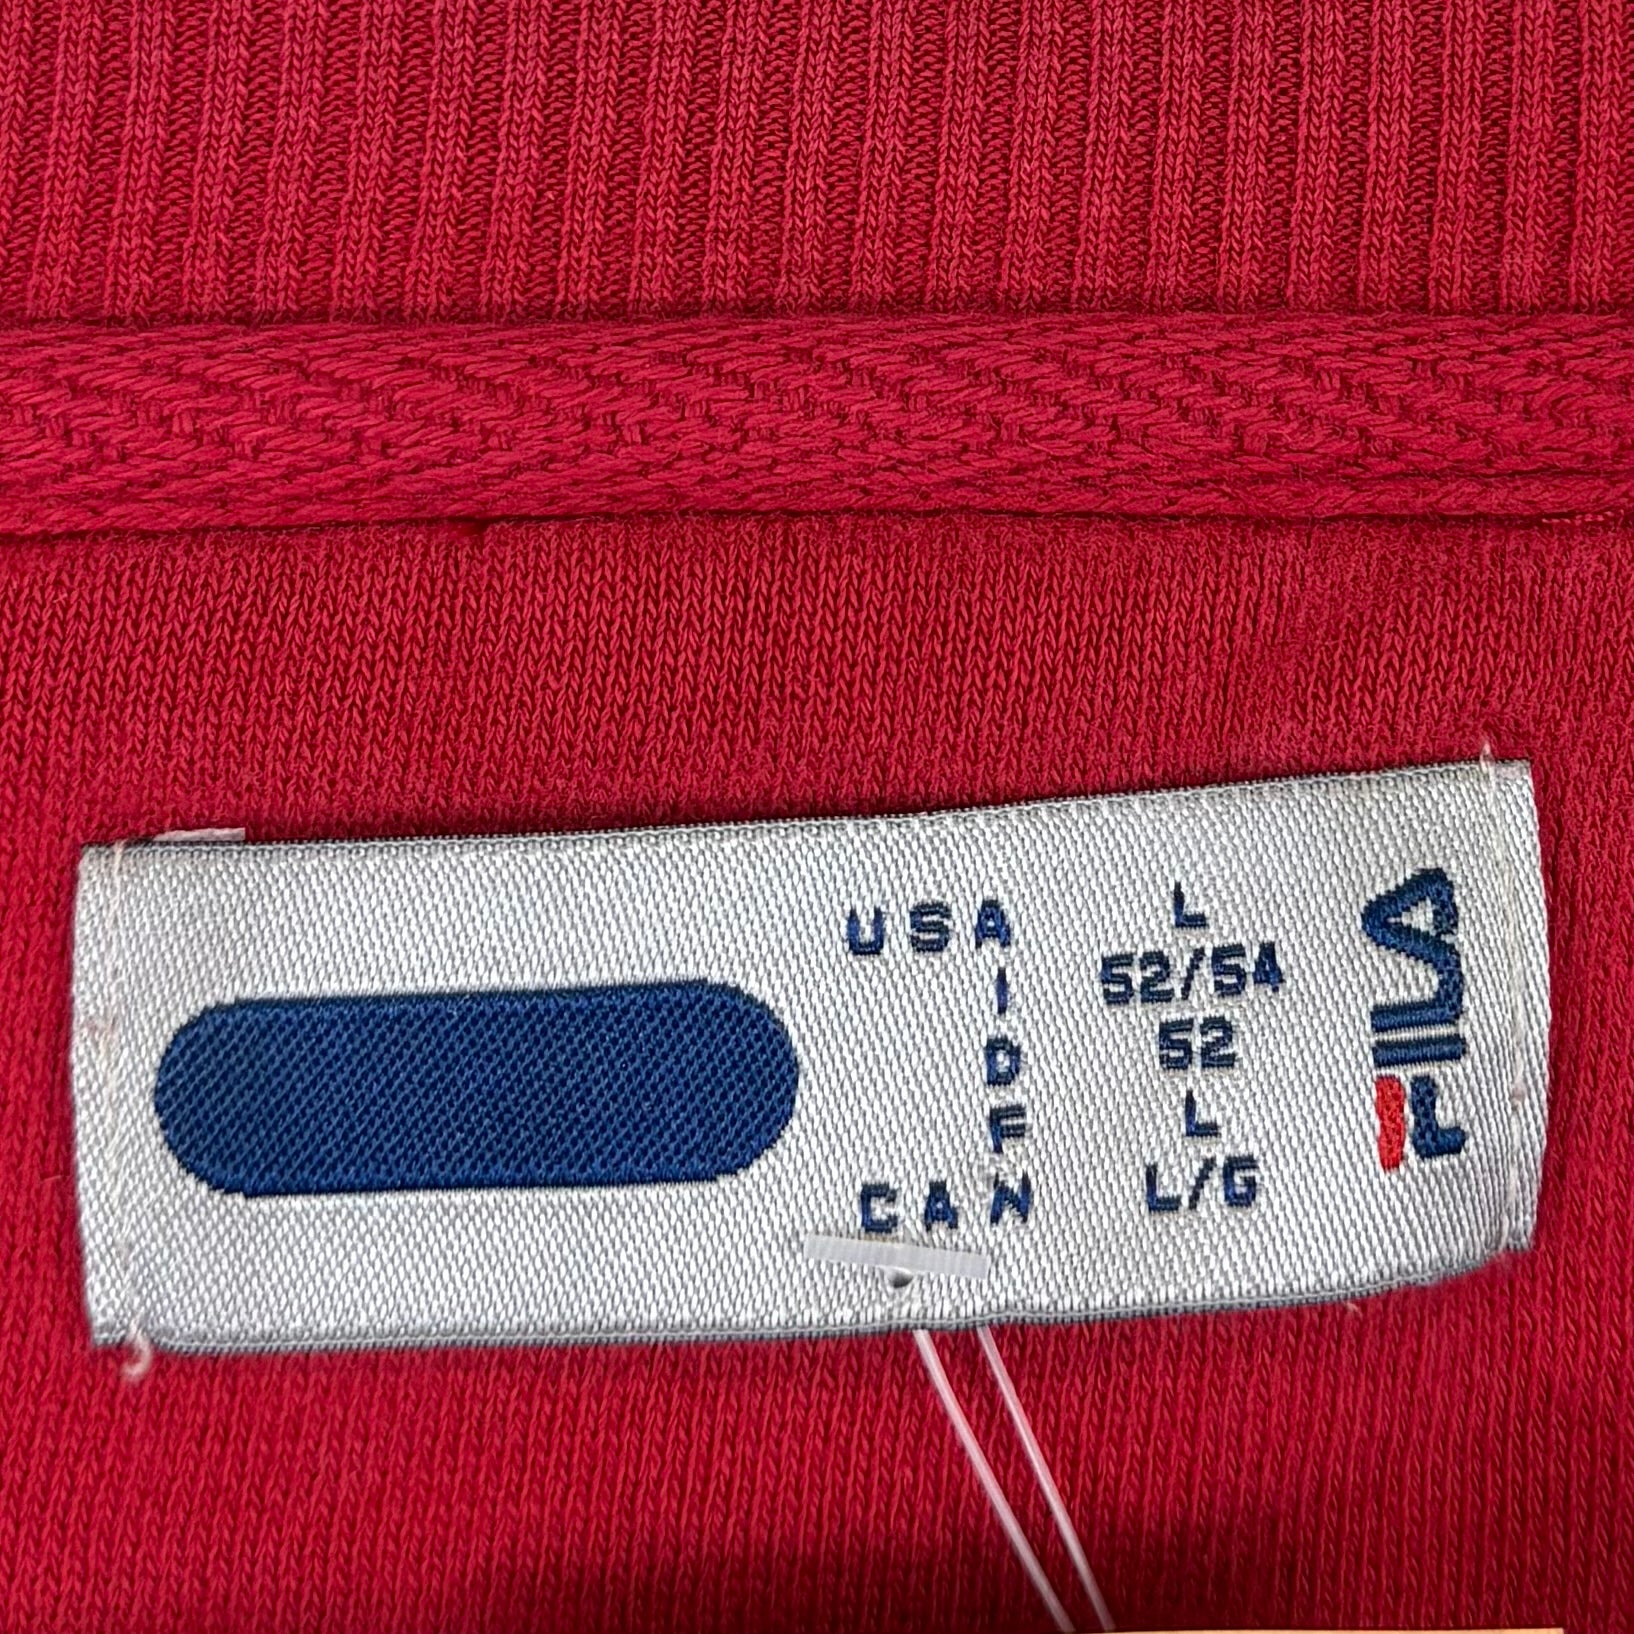 USA L
I 52/54
D 52
F L
CAN L/G
FILA